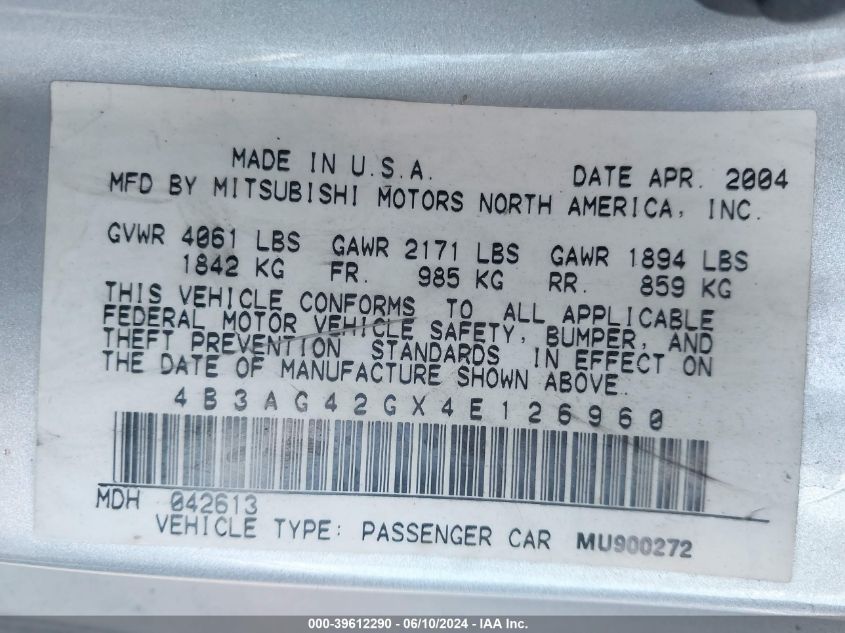 MADE IN U.S.A. DATE APR. 2004
MFD BY MITSUBISHI MOTORS NORTH AMERICA, INC.
GVWR 4061 LBS GAWR 2171 LBS GAWR 1894 LBS
1842 KG FR. 985 KG RR. 859 KG
THIS VEHICLE CONFORMS TO ALL APPLICABLE
FEDERAL MOTOR VEHICLE SAFETY, BUMPER, AND
THEFT PREVENTION STANDARDS IN EFFECT ON
THE DATE OF MANUFACTURE SHOWN ABOVE.
4B3AG42GX4E126960
MDH 042613
VEHICLE TYPE: PASSENGER CAR MU900272
000-39612290 - 06/10/2024 - IAA Inc.